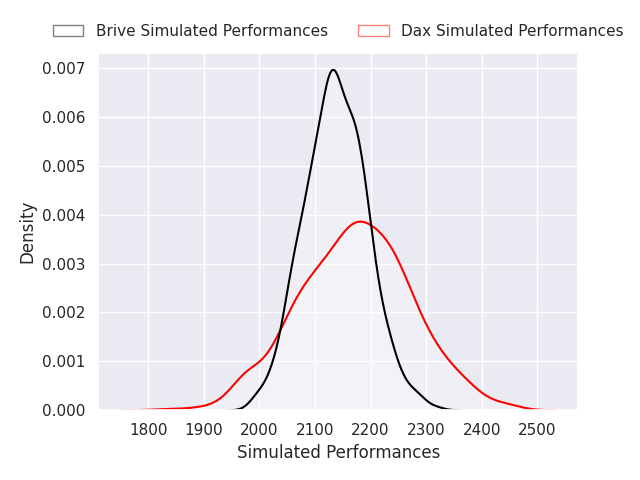 Brive Simulated Performances Dax Simulated Performances
0.007
0.006
0.005
0.004
0.003
0.002
0.001
0.000
Density
1800 1900 2000 2100 2200 2300 2400 2500
Simulated Performances